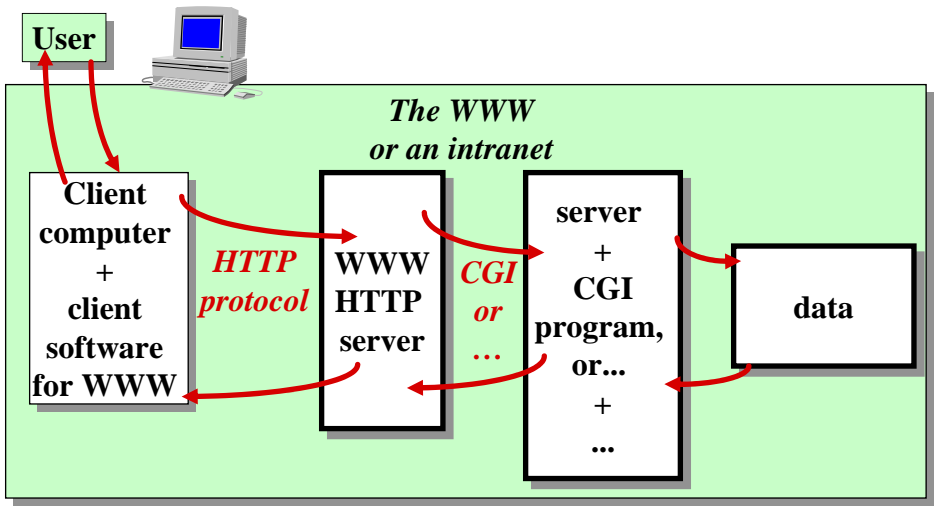 User
The WWW
or an intranet
Client
computer
+
client
software
for WWW
HTTP
protocol
WWW
HTTP
server
CGI
or
...
server
+
CGI
program,
or...
+
...
data